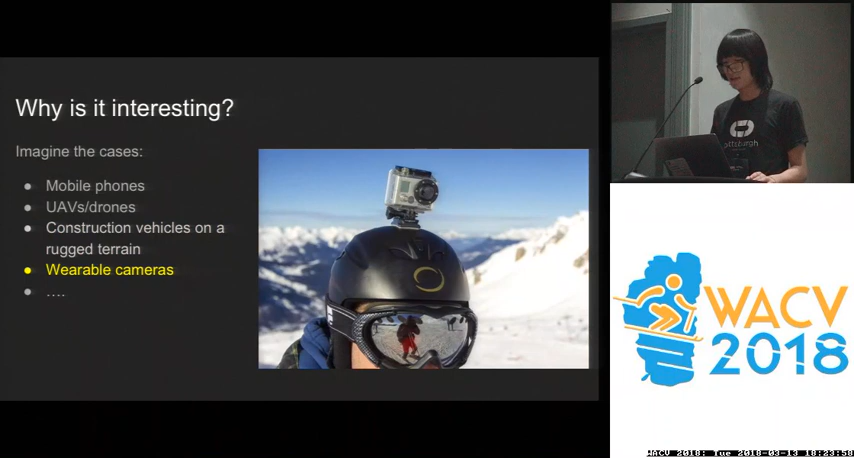 Why is it interesting?
Imagine the cases:
● Mobile phones
● UAVs/drones
● Construction vehicles on a
rugged terrain
● Wearable cameras
● ....
WACV
2018
WACV 2018: Tue 2018-03-13 18:23:58